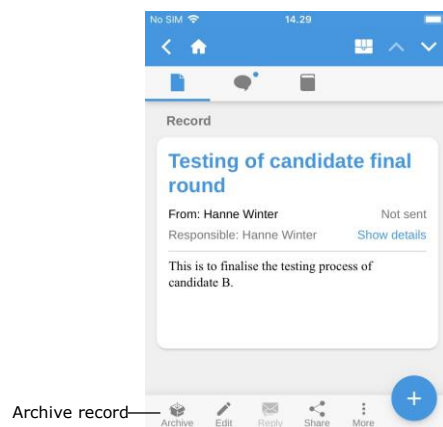 No SIM 14.29
Record
Testing of candidate final
round
From: Hanne Winter Not sent
Responsible: Hanne Winter Show details
This is to finalise the testing process of
candidate B.
Archive record
Archive Edit Reply Share More